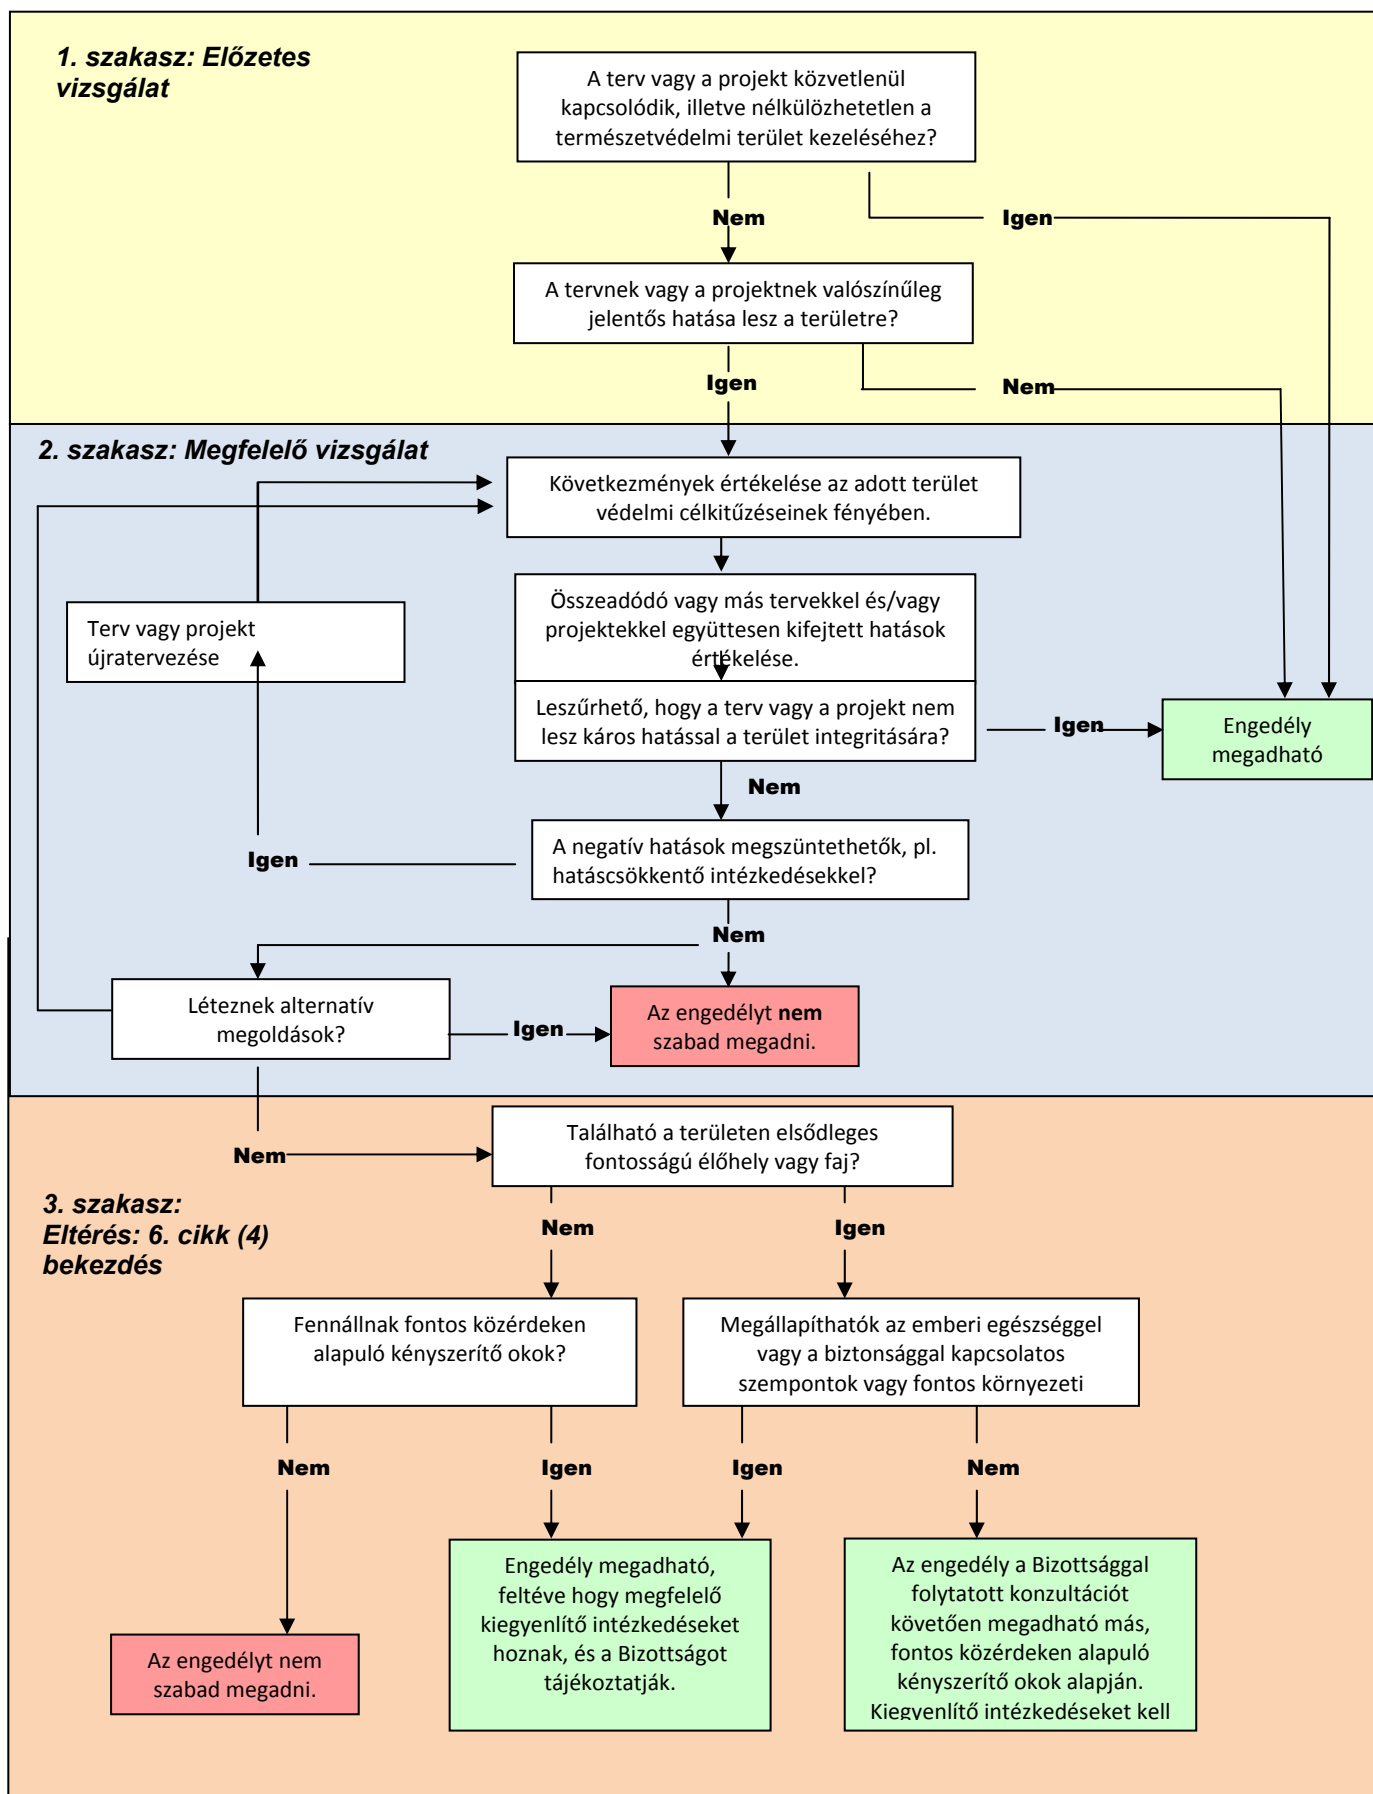 1. szakasz: Előzetes
vizsgálat
A terv vagy a projekt közvetlenül
kapcsolódik, illetve nélkülözhetetlen a
természetvédelmi terület kezeléséhez?
Nem
Igen
A tervnek vagy a projektnek valószínűleg
jelentős hatása lesz a területre?
Igen
Nem
2. szakasz: Megfelelő vizsgálat
Következmények értékelése az adott terület
védelmi célkitűzéseinek fényében.
Összeadódó vagy más tervekkel és/vagy
projektekkel együttesen kifejtett hatások
értékelése.
Terv vagy projekt
újratervezése
Leszűrhető, hogy a terv vagy a projekt nem
lesz káros hatással a terület integritására?
Igen
Engedély
megadható
Nem
A negatív hatások megszüntethetők, pl.
hatáscsökkentő intézkedésekkel?
Igen
Nem
Léteznek alternatív
megoldások?
Igen
Az engedélyt nem
szabad megadni.
Található a területen elsődleges
fontosságú élőhely vagy faj?
Nem
3. szakasz:
Eltérés: 6. cikk (4)
bekezdés
Nem
Igen
Fennállnak fontos közérdeken
alapuló kényszerítő okok?
Megállapíthatók az emberi egészséggel
vagy a biztonsággal kapcsolatos
szempontok vagy fontos környezeti
Nem
Igen
Igen
Nem
Az engedélyt nem
szabad megadni.
Engedély megadható,
feltéve hogy megfelelő
kiegyenlítő intézkedéseket
hoznak, és a Bizottságot
tájékoztatják.
Az engedély a Bizottsággal
folytatott konzultációt
követően megadható más,
fontos közérdeken alapuló
kényszerítő okok alapján.
Kiegyenlítő intézkedéseket kell